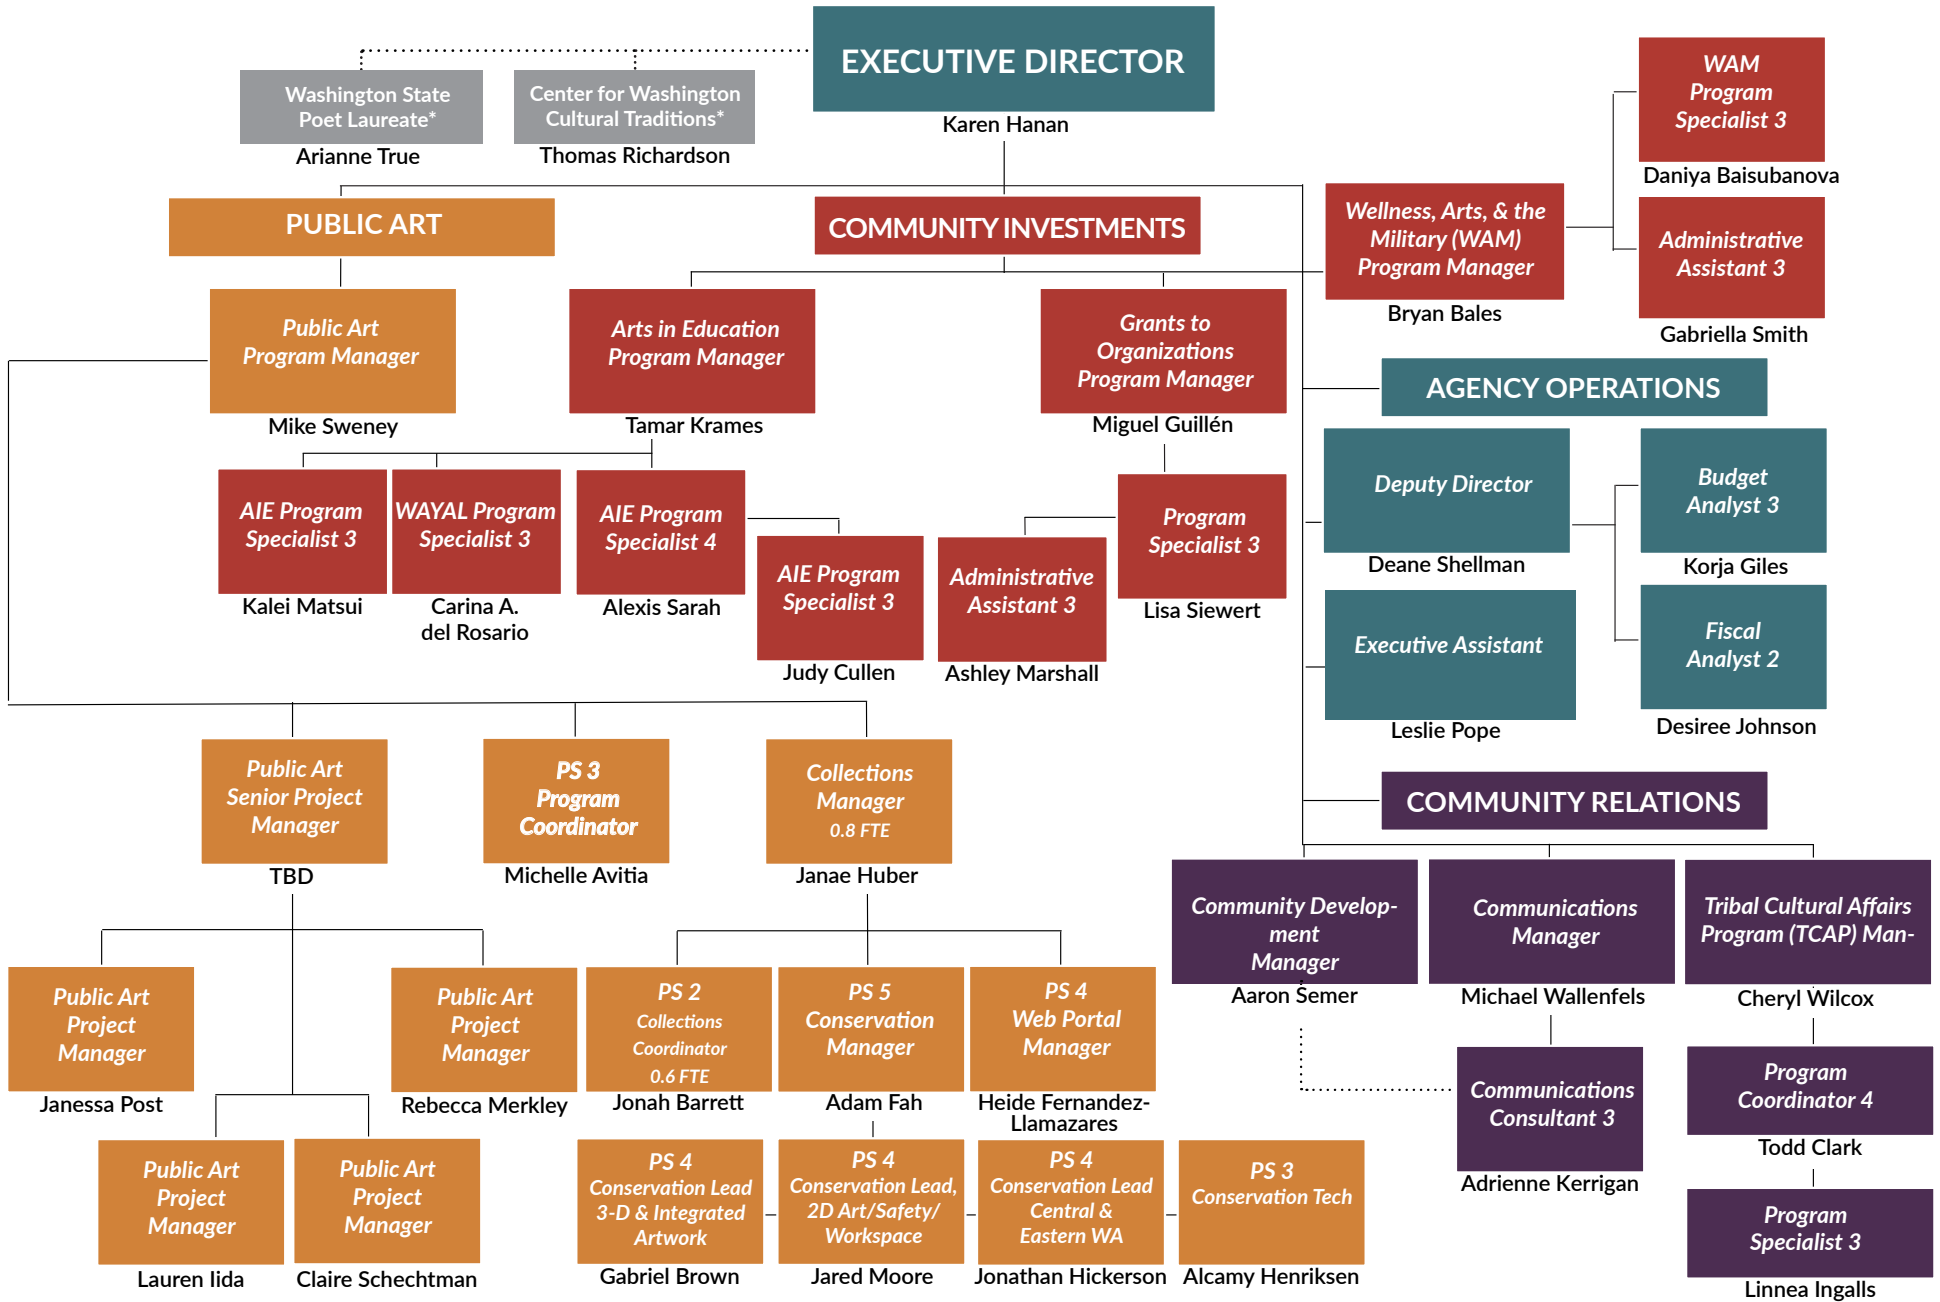 EXECUTIVE DIRECTOR
Karen Hanan
Washington State
Poet Laureate*
Arianne True
Center for Washington
Cultural Traditions*
Thomas Richardson
WAM
Program
Specialist 3
Daniya Baisubanova
Wellness, Arts, & the
Military (WAM)
Program Manager
Bryan Bales
Administrative
Assistant 3
Gabriella Smith
PUBLIC ART
COMMUNITY INVESTMENTS
Public Art
Program Manager
Mike Sweney
Arts in Education
Program Manager
Tamar Krames
Grants to
Organizations
Program Manager
Miguel Guillén
AGENCY OPERATIONS
AIE Program
Specialist 3
Kalei Matsui
WAYAL Program
Specialist 3
Carina A.
del Rosario
AIE Program
Specialist 4
Alexis Sarah
AIE Program
Specialist 3
Judy Cullen
Administrative
Assistant 3
Ashley Marshall
Program
Specialist 3
Lisa Siewert
Deputy Director
Deane Shellman
Budget
Analyst 3
Korja Giles
Executive Assistant
Leslie Pope
Fiscal
Analyst 2
Desiree Johnson
Public Art
Senior Project
Manager
TBD
PS 3
Program
Coordinator
Michelle Avitia
Collections
Manager
0.8 FTE
Janae Huber
COMMUNITY RELATIONS
Community Develop-
ment
Manager
Aaron Semer
Communications
Manager
Michael Wallenfels
Tribal Cultural Affairs
Program (TCAP) Man-
Cheryl Wilcox
Public Art
Project
Manager
Janessa Post
Public Art
Project
Manager
Rebecca Merkley
PS 2
Collections
Coordinator
0.6 FTE
Jonah Barrett
PS 5
Conservation
Manager
Adam Fah
PS 4
Web Portal
Manager
Heide Fernandez-
Llamazares
Communications
Consultant 3
Adrienne Kerrigan
Program
Coordinator 4
Todd Clark
Public Art
Project
Manager
Lauren Iida
Public Art
Project
Manager
Claire Schechtman
PS 4
Conservation Lead
3-D & Integrated
Artwork
Gabriel Brown
PS 4
Conservation Lead,
2D Art/Safety/
Workspace
Jared Moore
PS 4
Conservation Lead
Central &
Eastern WA
Jonathan Hickerson
PS 3
Conservation Tech
Alcamy Henriksen
Program
Specialist 3
Linnea Ingalls